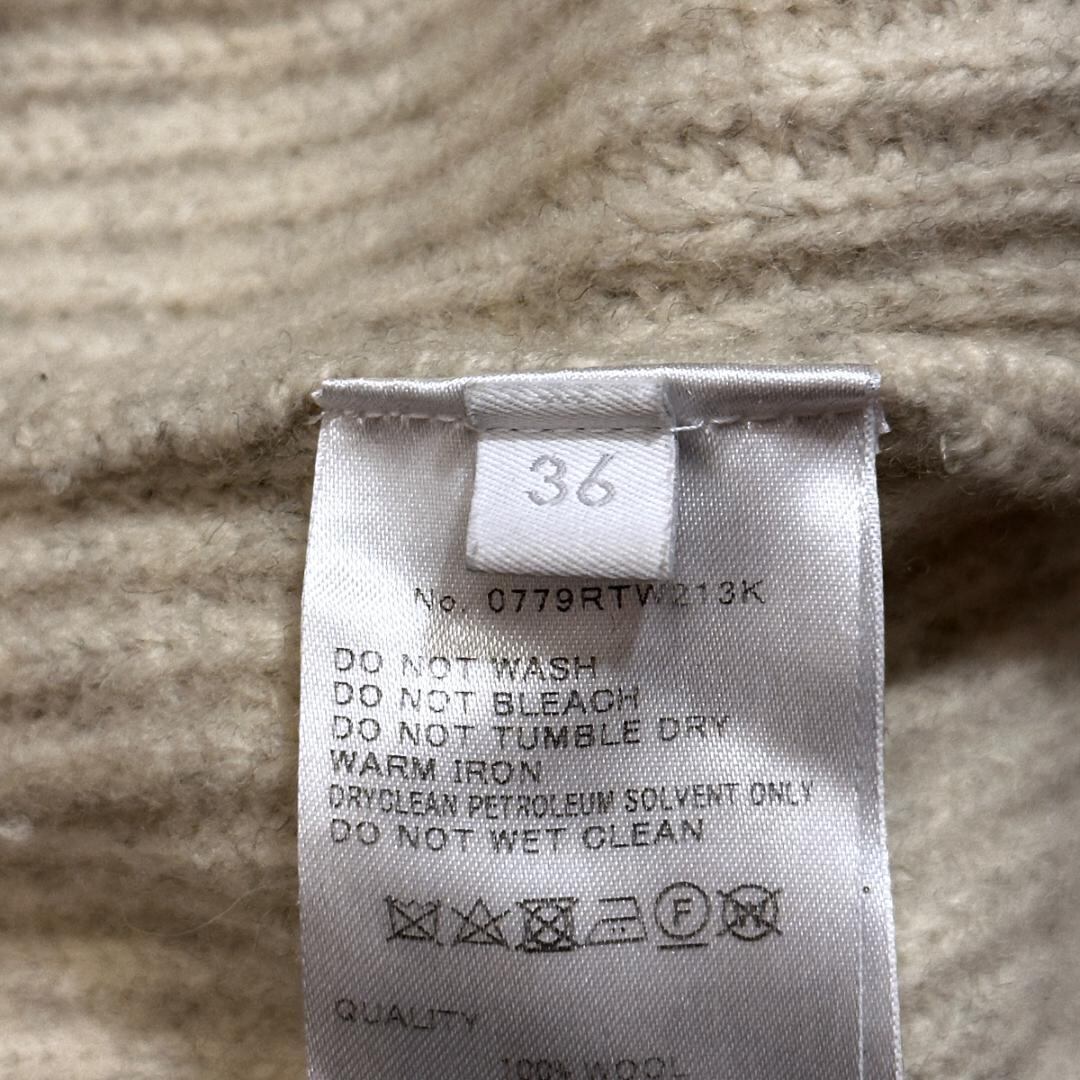 36
No. 0779RTW213K
DO NOT WASH
DO NOT BLEACH
DO NOT TUMBLE DRY
WARM IRON
DRYCLEAN PETROLEUM SOLVENT ONLY
DO NOT WET CLEAN
F W
QUALITY
100% WOOL